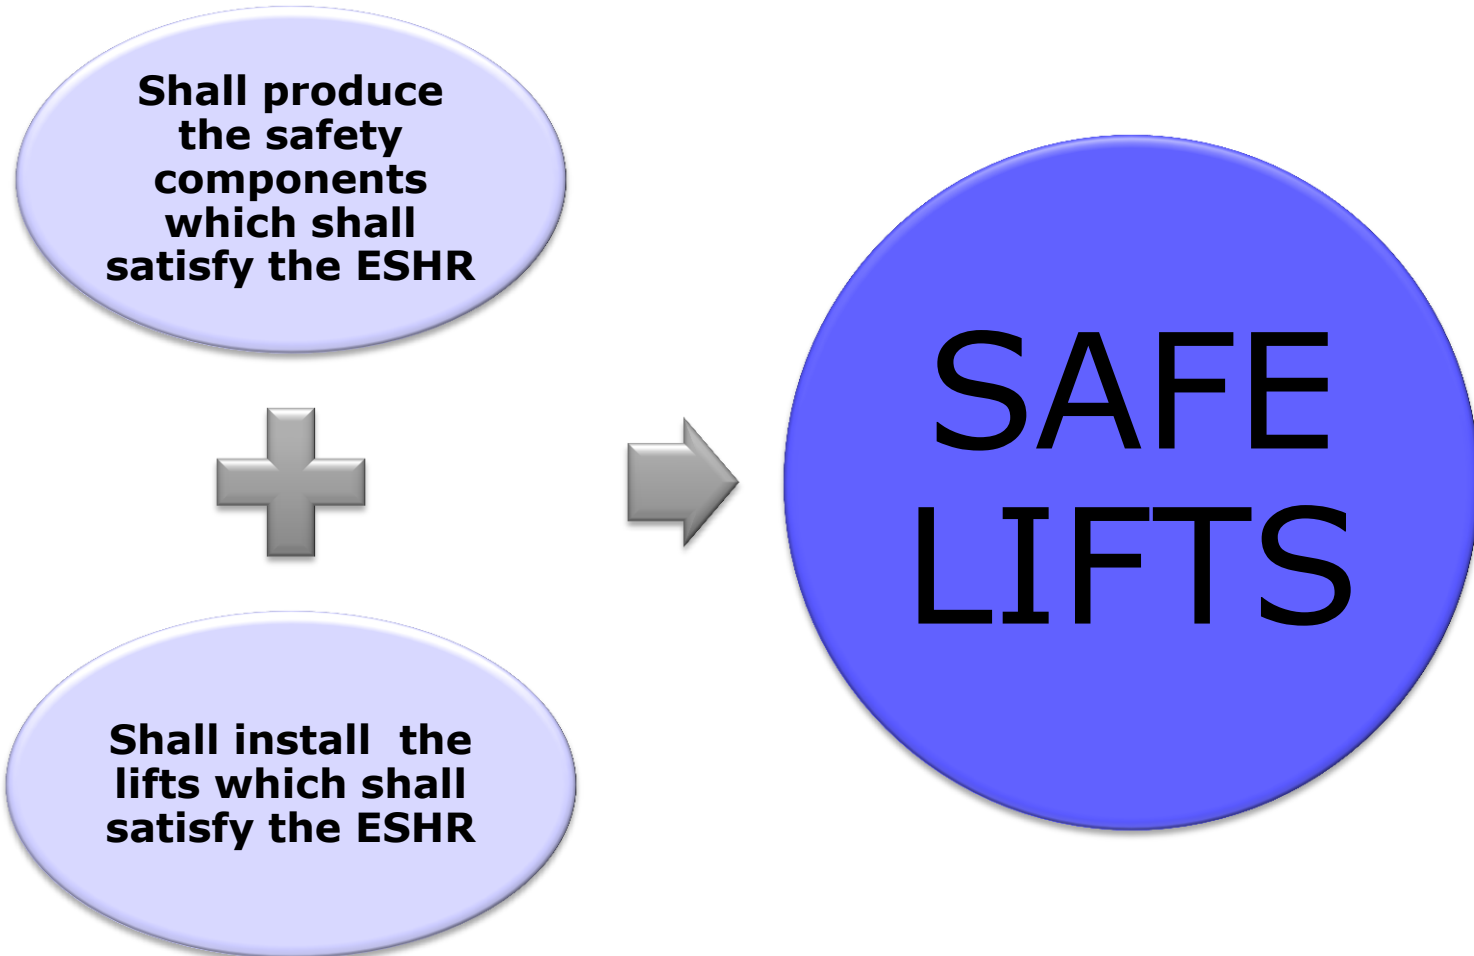 Shall produce
the safety
components
which shall
satisfy the ESHR
Shall install  the
lifts which shall
satisfy the ESHR
SAFE
LIFTS